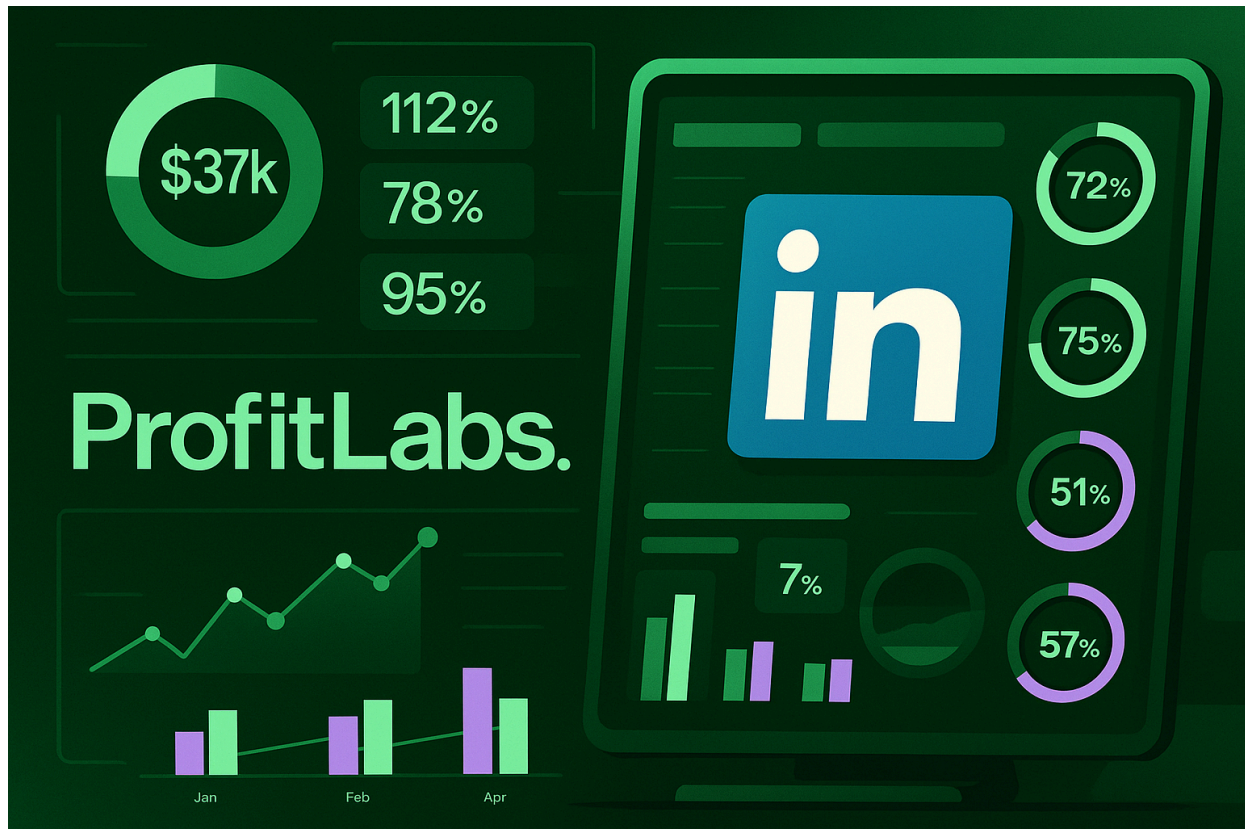 $37k
112%
78%
95%
ProfitLabs.
Jan
Feb
Apr
in
72%
75%
51%
7%
57%